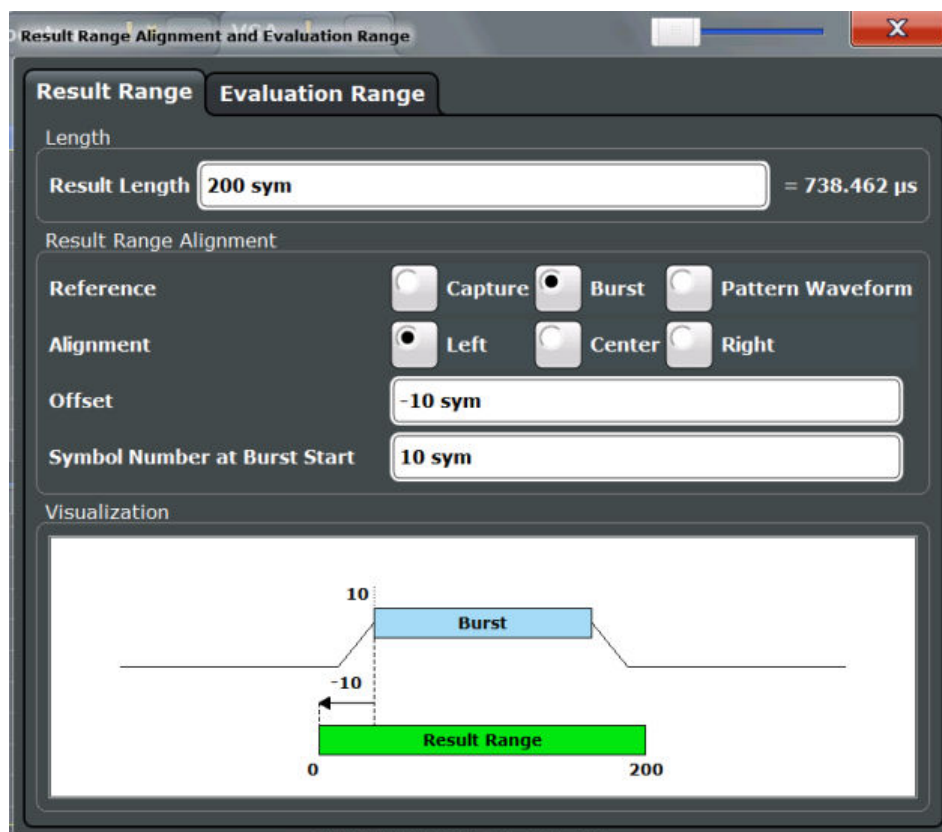 Result Range Alignment and Evaluation Range
X
Result Range Evaluation Range
Length
Result Length 200 sym = 738.462 µs
Result Range Alignment
Reference Capture Burst Pattern Waveform
Alignment Left Center Right
Offset -10 sym
Symbol Number at Burst Start 10 sym
Visualization
10
Burst
-10
Result Range
0 200